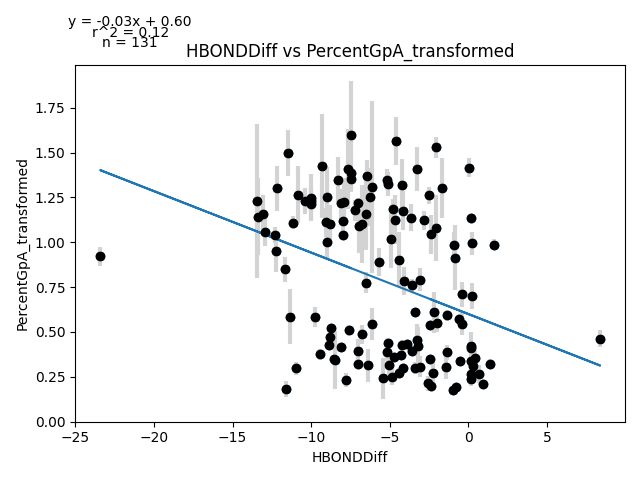 y = -0.03x + 0.60
r^2 = 0.12
n = 131
HBONDDiff vs PercentGpA_transformed
PercentGpA_transformed
1.75
1.50
1.25
1.00
0.75
0.50
0.25
0.00
−25
−20
−15
−10
−5
0
5
HBONDDiff